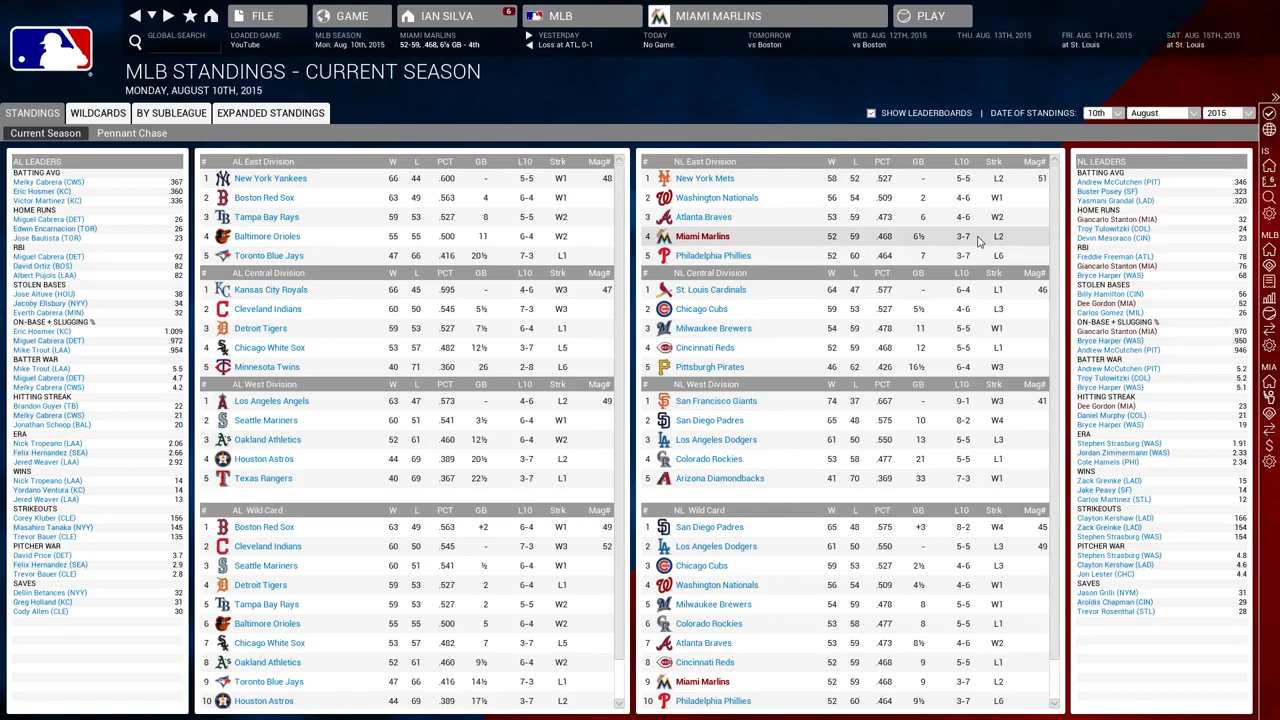 FILE GAME IAN SILVA 6 MLB MIAMI MARLINS PLAY
GLOBAL SEARCH: LOADED GAME: YouTube MLB SEASON Mon. Aug. 10th, 2015 MIAMI MARLINS 52-59, .468, 6½ GB - 4th YESTERDAY Loss at ATL, 0-1 TODAY No Game. TOMORROW vs Boston WED. AUG. 12TH, 2015 vs Boston THU. AUG. 13TH, 2015 FRI. AUG. 14TH, 2015 at St. Louis SAT. AUG. 15TH, 2015 at St. Louis
MLB STANDINGS - CURRENT SEASON
MONDAY, AUGUST 10TH, 2015
STANDINGS WILDCARDS BY SUBLEAGUE EXPANDED STANDINGS SHOW LEADERBOARDS | DATE OF STANDINGS: 10th August 2015
Current Season Pennant Chase
AL LEADERS
BATTING AVG
Melky Cabrera (CWS) .367
Eric Hosmer (KC) .360
Victor Martinez (KC) .336
HOME RUNS
Miguel Cabrera (DET) 26
Edwin Encarnacion (TOR) 26
Jose Bautista (TOR) 23
RBI
Miguel Cabrera (DET) 92
David Ortiz (BOS) 82
Albert Pujols (LAA) 82
STOLEN BASES
Jose Altuve (HOU) 38
Jacoby Ellsbury (NYY) 34
Everth Cabrera (MIN) 32
ON-BASE + SLUGGING %
Eric Hosmer (KC) 1.009
Miguel Cabrera (DET) .972
Mike Trout (LAA) .954
BATTER WAR
Mike Trout (LAA) 5.5
Miguel Cabrera (DET) 4.7
Melky Cabrera (CWS) 4.2
HITTING STREAK
Brandon Guyer (TB) 22
Melky Cabrera (CWS) 21
Jonathan Schoop (BAL) 20
ERA
Nick Tropeano (LAA) 2.06
Felix Hernandez (SEA) 2.66
Jered Weaver (LAA) 2.92
WINS
Nick Tropeano (LAA) 14
Yordano Ventura (KC) 14
Jered Weaver (LAA) 13
STRIKEOUTS
Corey Kluber (CLE) 156
Masahiro Tanaka (NYY) 145
Trevor Bauer (CLE) 135
PITCHER WAR
David Price (DET) 3.7
Felix Hernandez (SEA) 2.9
Trevor Bauer (CLE) 2.8
SAVES
Dellin Betances (NYY) 32
Greg Holland (KC) 31
Cody Allen (CLE) 30
# AL East Division W L PCT GB L10 Strk Mag#
1 New York Yankees 66 44 .600 - 5-5 W1 48
2 Boston Red Sox 63 49 .563 4 6-4 W1
3 Tampa Bay Rays 59 53 .527 8 5-5 W2
4 Baltimore Orioles 55 55 .500 11 6-4 W2
5 Toronto Blue Jays 47 66 .416 20½ 7-3 L1
# AL Central Division W L PCT GB L10 Strk Mag#
1 Kansas City Royals 66 45 .595 - 6-4 W3 47
2 Cleveland Indians 60 50 .545 5½ 7-3 W3
3 Detroit Tigers 59 53 .527 7½ 6-4 L1
4 Chicago White Sox 53 57 .482 12½ 3-7 L5
5 Minnesota Twins 40 71 .360 26 2-8 L6
# AL West Division W L PCT GB L10 Strk Mag#
1 Los Angeles Angels 63 47 .573 - 6-4 L2 49
2 Seattle Mariners 60 51 .541 3½ 6-4 W1
3 Oakland Athletics 52 61 .460 12½ 6-4 W2
4 Houston Astros 44 69 .389 20½ 3-7 L2
5 Texas Rangers 40 69 .367 22½ 3-7 W1
# AL Wild Card W L PCT GB L10 Strk Mag#
1 Boston Red Sox 63 49 .563 +2 6-4 W1 49
2 Cleveland Indians 60 50 .545 - 7-3 W3 52
3 Seattle Mariners 60 51 .541 ½ 6-4 W1
4 Detroit Tigers 59 53 .527 2 6-4 L1
5 Tampa Bay Rays 59 53 .527 2 5-5 W2
6 Baltimore Orioles 55 55 .500 5 6-4 W2
7 Chicago White Sox 53 57 .482 7 3-7 L5
8 Oakland Athletics 52 61 .460 9½ 6-4 W2
9 Toronto Blue Jays 47 66 .416 14½ 7-3 L1
10 Houston Astros 44 69 .389 17½ 3-7 L2
# NL East Division W L PCT GB L10 Strk Mag#
1 New York Mets 58 52 .527 - 5-5 L2 51
2 Washington Nationals 56 54 .509 2 4-6 W1
3 Atlanta Braves 53 59 .473 6 4-6 W2
4 Miami Marlins 52 59 .468 6½ 3-7 L2
5 Philadelphia Phillies 52 60 .464 7 3-7 L6
# NL Central Division W L PCT GB L10 Strk Mag#
1 St. Louis Cardinals 64 47 .577 - 6-4 L1 46
2 Chicago Cubs 59 53 .527 5½ 4-6 L3
3 Milwaukee Brewers 54 59 .478 11 5-5 W1
4 Cincinnati Reds 52 59 .468 12 5-5 L1
5 Pittsburgh Pirates 46 62 .426 16½ 6-4 W3
# NL West Division W L PCT GB L10 Strk Mag#
1 San Francisco Giants 74 37 .667 - 9-1 W3 41
2 San Diego Padres 65 48 .575 10 8-2 W4
3 Los Angeles Dodgers 61 50 .550 13 5-5 L3
4 Colorado Rockies 53 58 .477 21 5-5 L1
5 Arizona Diamondbacks 41 70 .369 33 7-3 W1
# NL Wild Card W L PCT GB L10 Strk Mag#
1 San Diego Padres 65 48 .575 +3 8-2 W4 45
2 Los Angeles Dodgers 61 50 .550 - 5-5 L3 49
3 Chicago Cubs 59 53 .527 2½ 4-6 L3
4 Washington Nationals 56 54 .509 4½ 4-6 W1
5 Milwaukee Brewers 54 59 .478 8 5-5 W1
6 Colorado Rockies 53 58 .477 8 5-5 L1
7 Atlanta Braves 53 59 .473 8½ 4-6 W2
8 Cincinnati Reds 52 59 .468 9 5-5 L1
9 Miami Marlins 52 59 .468 9 3-7 L2
10 Philadelphia Phillies 52 60 .464 9½ 3-7 L6
NL LEADERS
BATTING AVG
Andrew McCutchen (PIT) .346
Buster Posey (SF) .323
Yasmani Grandal (LAD) .320
HOME RUNS
Giancarlo Stanton (MIA) 32
Troy Tulowitzki (COL) 24
Devin Mesoraco (CIN) 23
RBI
Freddie Freeman (ATL) 78
Giancarlo Stanton (MIA) 76
Bryce Harper (WAS) 68
STOLEN BASES
Billy Hamilton (CIN) 56
Dee Gordon (MIA) 52
Carlos Gomez (MIL) 26
ON-BASE + SLUGGING %
Giancarlo Stanton (MIA) .970
Bryce Harper (WAS) .950
Andrew McCutchen (PIT) .946
BATTER WAR
Andrew McCutchen (PIT) 5.2
Troy Tulowitzki (COL) 5.2
Bryce Harper (WAS) 5.1
HITTING STREAK
Dee Gordon (MIA) 23
Daniel Murphy (COL) 21
Bryce Harper (WAS) 19
ERA
Stephen Strasburg (WAS) 1.91
Jordan Zimmermann (WAS) 2.33
Cole Hamels (PHI) 2.34
WINS
Zack Greinke (LAD) 15
Jake Peavy (SF) 14
Carlos Martinez (STL) 12
STRIKEOUTS
Clayton Kershaw (LAD) 166
Zack Greinke (LAD) 154
Stephen Strasburg (WAS) 154
PITCHER WAR
Stephen Strasburg (WAS) 4.8
Clayton Kershaw (LAD) 4.6
Jon Lester (CHC) 4.4
SAVES
Jason Grilli (NYM) 31
Aroldis Chapman (CIN) 29
Trevor Rosenthal (STL) 28
IS
6
MLB
MIA